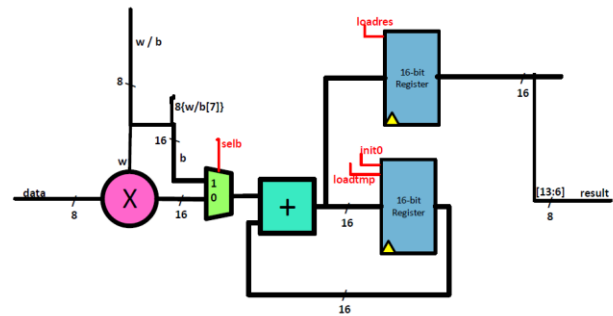 loadres
w / b
16-bit
Register
16
8
8{w/b[7]}
16
selb
init0
w
b
loadtmp
1
0
16-bit
Register
data
X
+
[13:6]
result
8
16
16
8
16